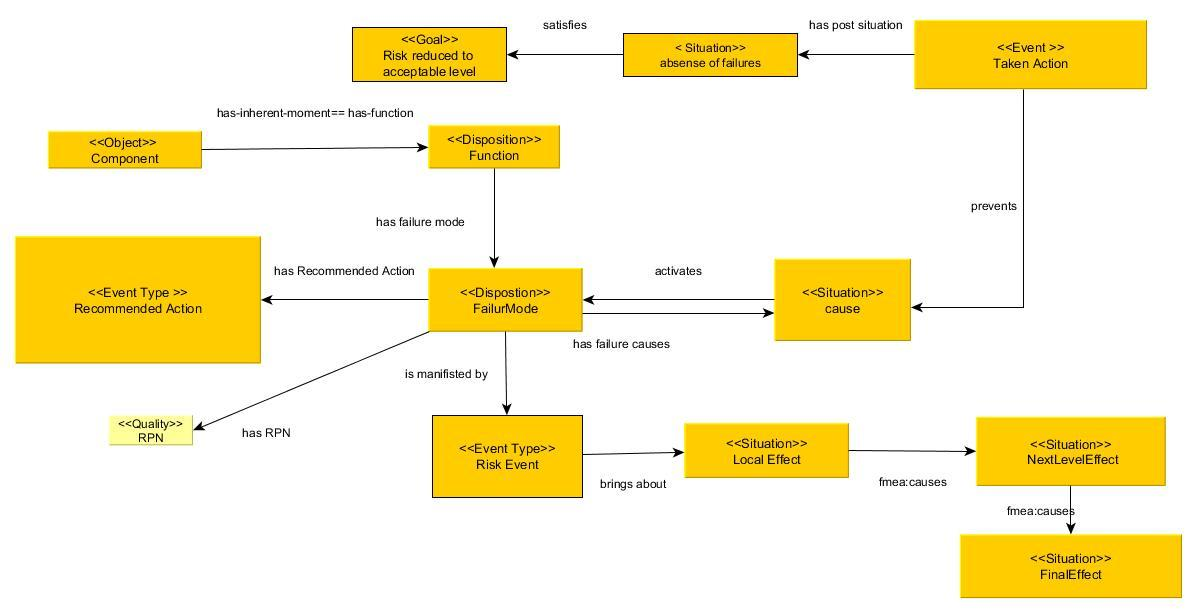 satisfies
has post situation
<<Goal>>
Risk reduced to
acceptable level
< Situation>>
absense of failures
<<Event >>
Taken Action
has-inherent-moment== has-function
<<Object>>
Component
<<Disposition>>
Function
prevents
has failure mode
has Recommended Action
activates
<<Event Type >>
Recommended Action
<<Dispostion>>
FailurMode
<<Situation>>
cause
has failure causes
is manifisted by
<<Quality>>
RPN
has RPN
<<Event Type>>
Risk Event
brings about
<<Situation>>
Local Effect
fmea:causes
<<Situation>>
NextLevelEffect
fmea:causes
<<Situation>>
FinalEffect